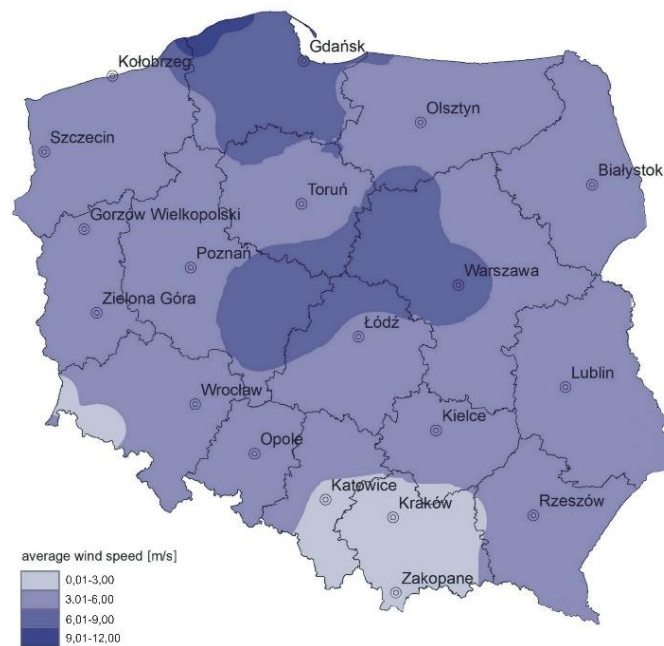 Gdańsk
Kołobrzeg
Olsztyn
Szczecin
Białystok
Toruń
Gorzów Wielkopolski
Poznań
Warszawa
Zielona Góra
Łódź
Lublin
Wrocław
Kielce
Opole
Katowice
Kraków
Rzeszów
Zakopane
average wind speed [m/s]
0,01-3,00
3.01-6,00
6,01-9,00
9,01-12,00